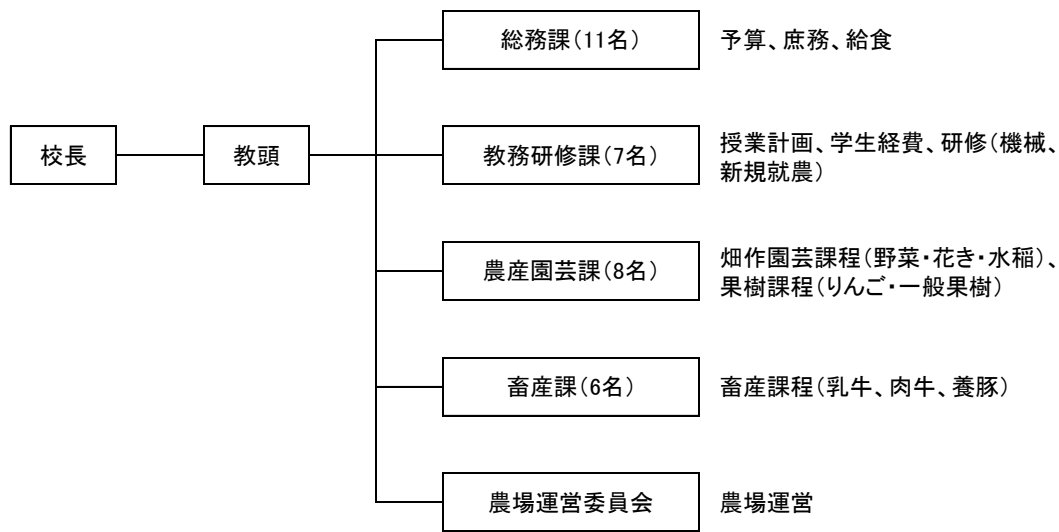 総務課(11名)
予算、庶務、給食
校長
教頭
教務研修課(7名)
授業計画、学生経費、研修(機械、
新規就農)
農産園芸課(8名)
畑作園芸課程(野菜・花き・水稲)、
果樹課程(りんご・一般果樹)
畜産課(6名)
畜産課程(乳牛、肉牛、養豚)
農場運営委員会
農場運営